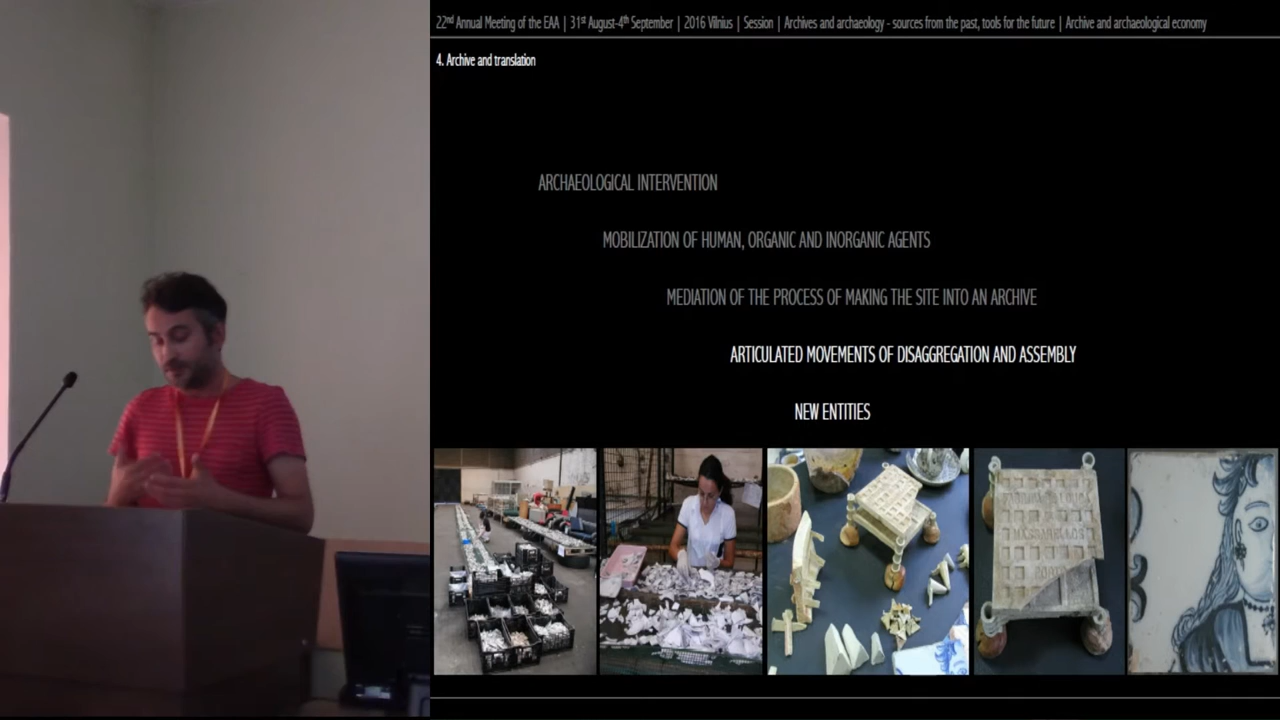 22nd Annual Meeting of the EAA | 31st August-4th September | 2016 Vilnius | Session | Archives and archaeology - sources from the past, tools for the future | Archive and archaeological economy
4. Archive and translation
ARCHAEOLOGICAL INTERVENTION
MOBILIZATION OF HUMAN, ORGANIC AND INORGANIC AGENTS
MEDIATION OF THE PROCESS OF MAKING THE SITE INTO AN ARCHIVE
ARTICULATED MOVEMENTS OF DISAGGREGATION AND ASSEMBLY
NEW ENTITIES
MASSARELLOS
PORTO